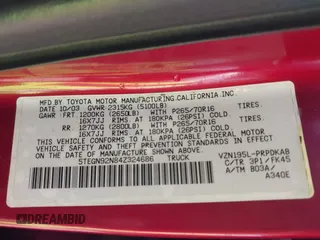 MFD.BY TOYOTA MOTOR MANUFACTURING,CALIFORNIA,INC.
DATE 10/03 GVWR 2315KG (5100LB)
GAWR FRT 1200KG (2650LB) WITH P265/70R16 TIRES,
16X7JJ RIMS, AT 180KPA (26PSI) COLD
RR 1270KG (2800LB) WITH P265/70R16 TIRES,
16X7JJ RIMS, AT 180KPA (26PSI) COLD
THIS VEHICLE CONFORMS TO ALL APPLICABLE FEDERAL MOTOR
VEHICLE SAFETY AND THEFT PREVENTION STANDARDS IN
EFFECT ON THE DATE OF MANUFACTURE SHOWN ABOVE.
5TEGN92N84Z324686 TRUCK VZN195L-PRPDKAB
C/TR 3P1/FK45
A/TM B03A/
A340E
DREAMBID